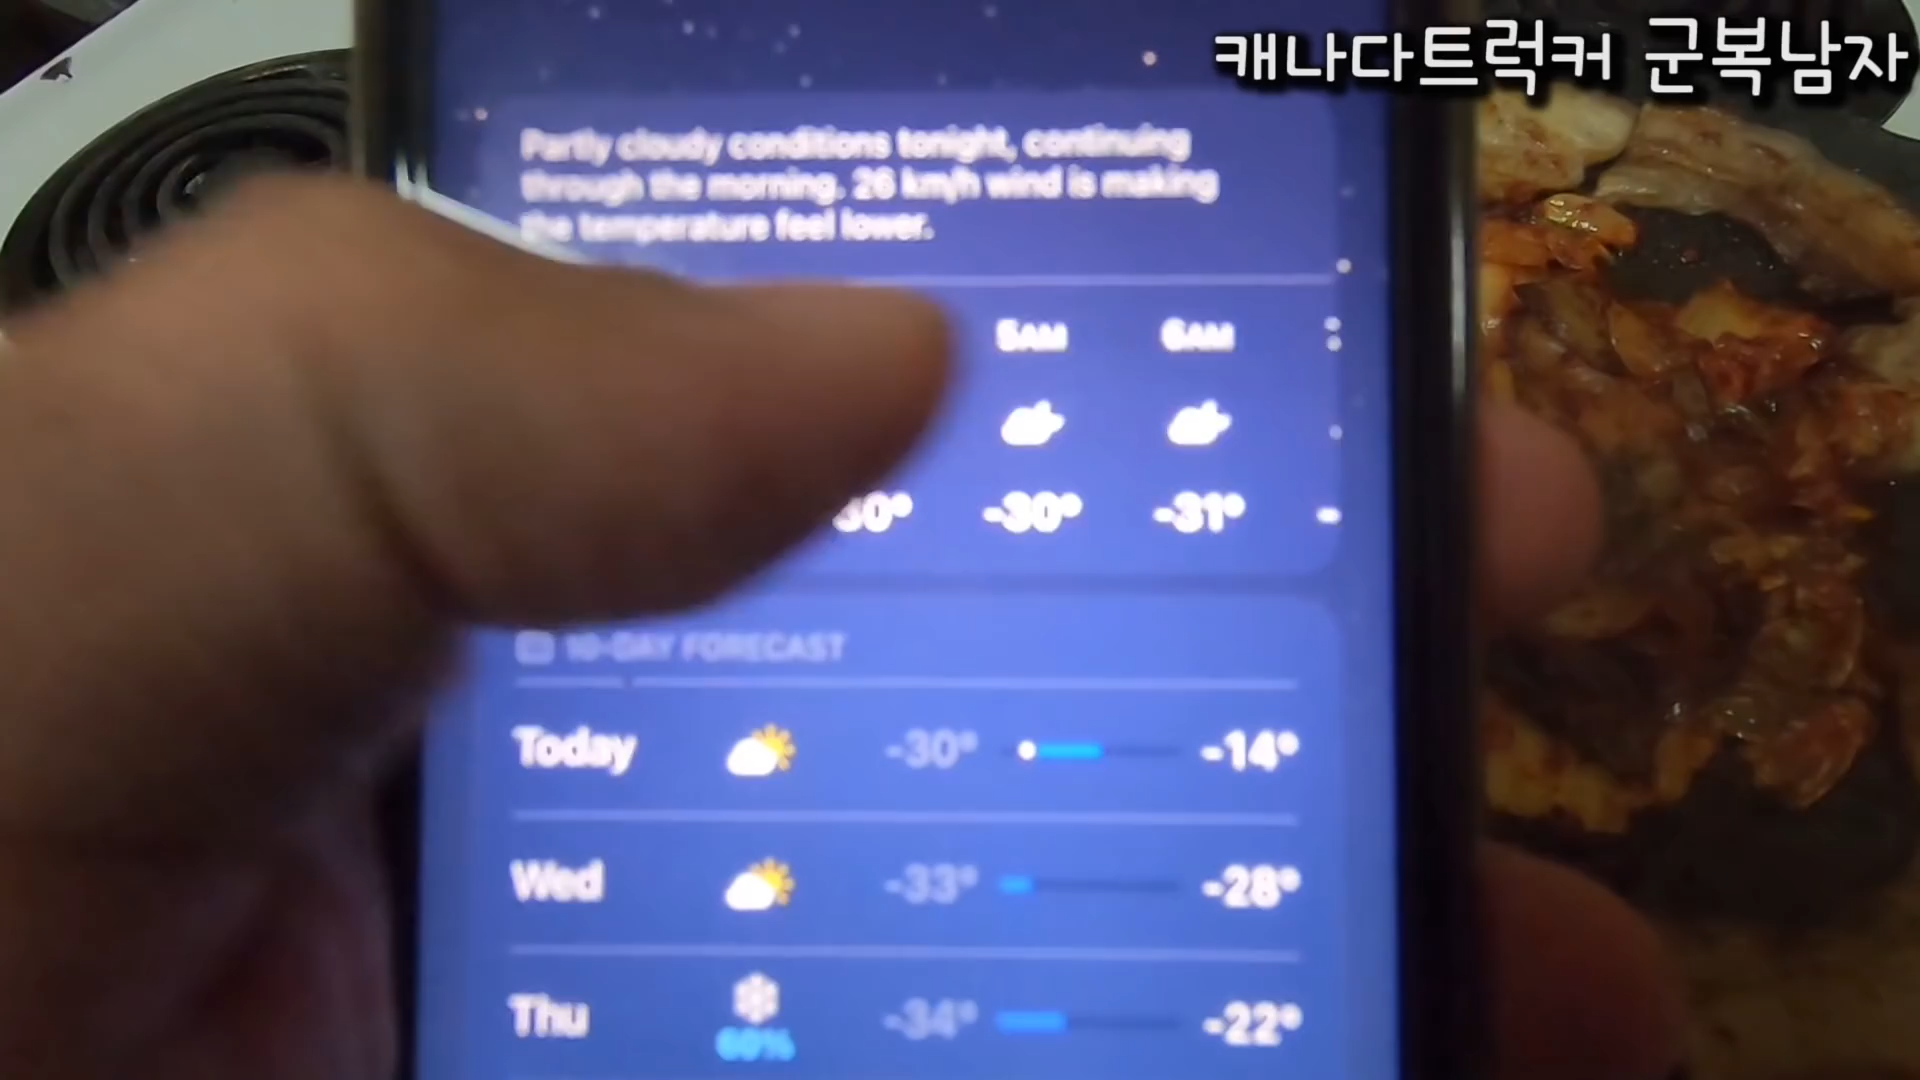 캐나다트럭커 군복남자
Partly cloudy conditions tonight, continuing
through the morning. 26 km/h wind is making
the temperature feel lower.
5AM 6AM
-30° -31° -
10-DAY FORECAST
Today -30° -14°
Wed -33° -28°
Thu -34° -22°
60%